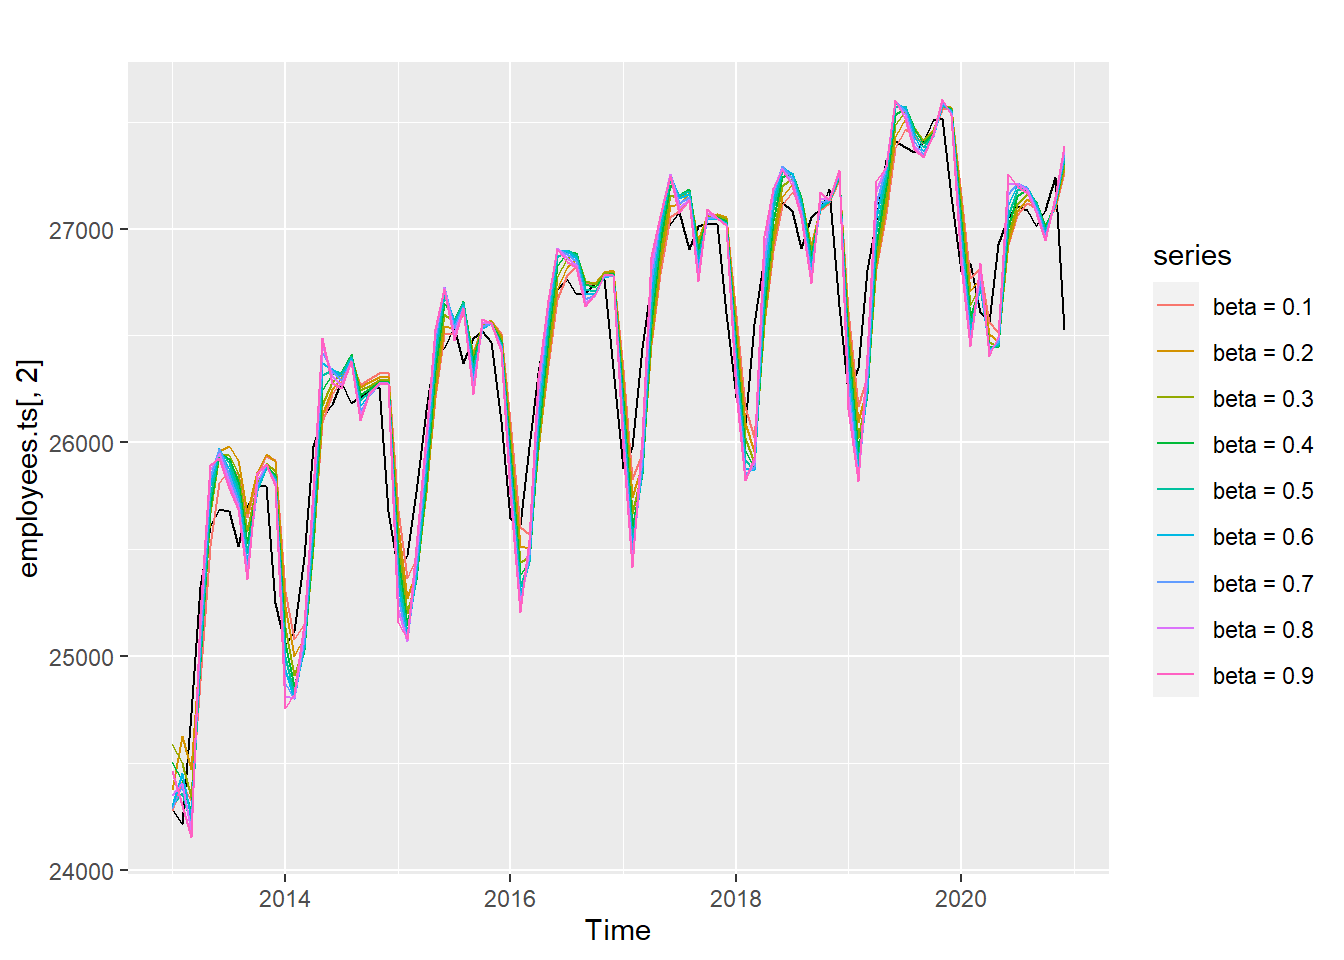 employees.ts[, 2]
27000
26000
25000
24000
2014
2016
2018
2020
Time
series
beta = 0.1
beta = 0.2
beta = 0.3
beta = 0.4
beta = 0.5
beta = 0.6
beta = 0.7
beta = 0.8
beta = 0.9